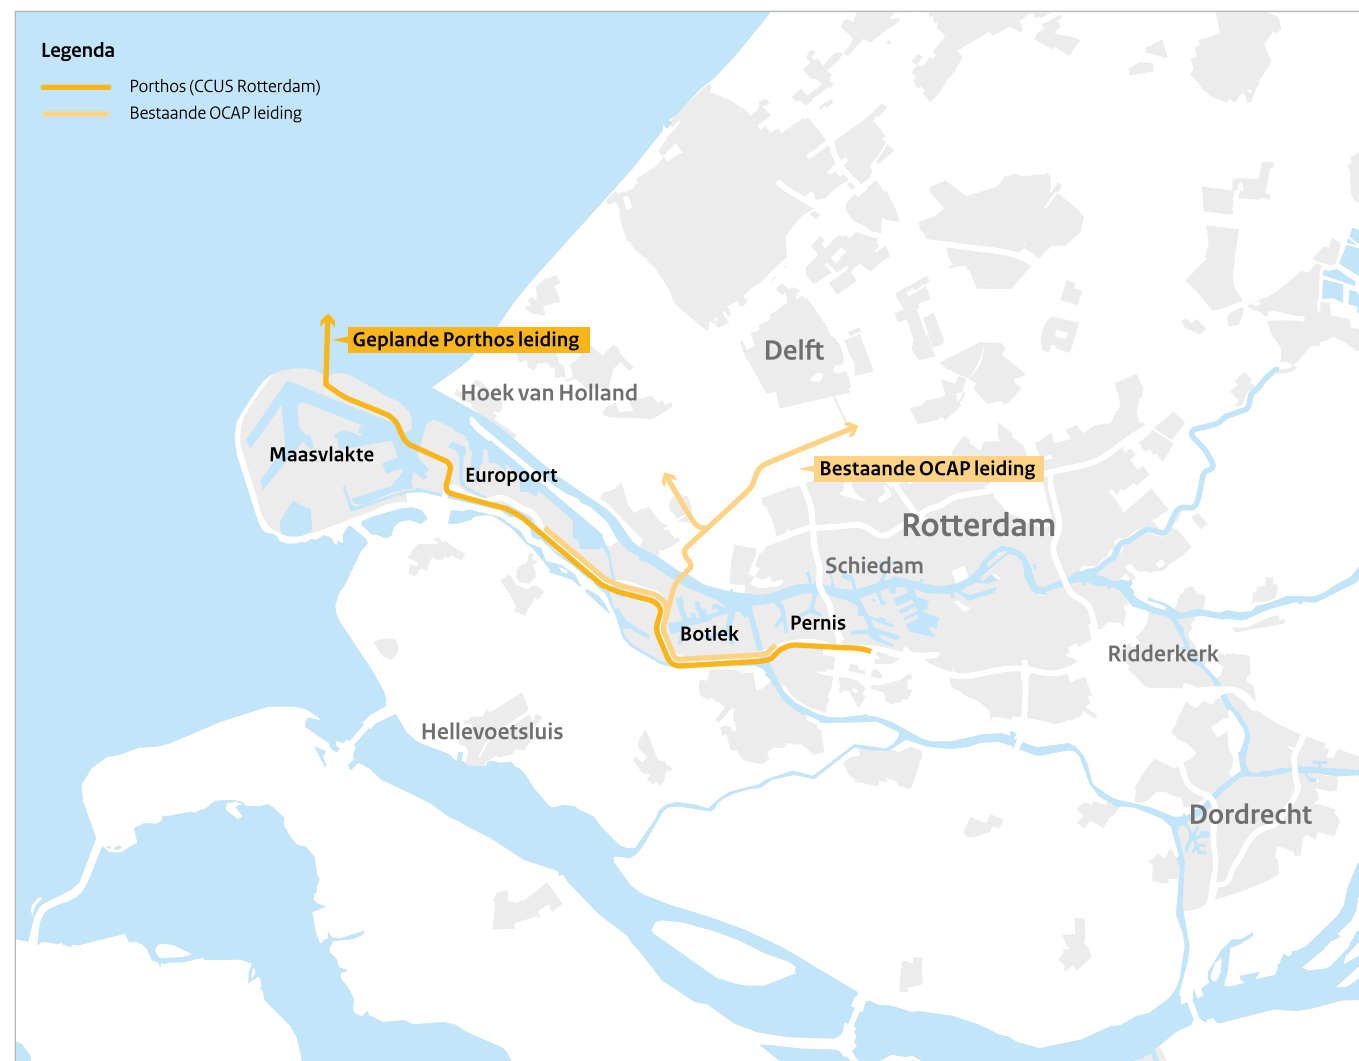 Legenda
Porthos (CCUS Rotterdam)
Bestaande OCAP leiding
Geplande Porthos leiding
Delft
Hoek van Holland
Maasvlakte
Europoort
Bestaande OCAP leiding
Rotterdam
Schiedam
Pernis
Botlek
Ridderkerk
Hellevoetsluis
Dordrecht